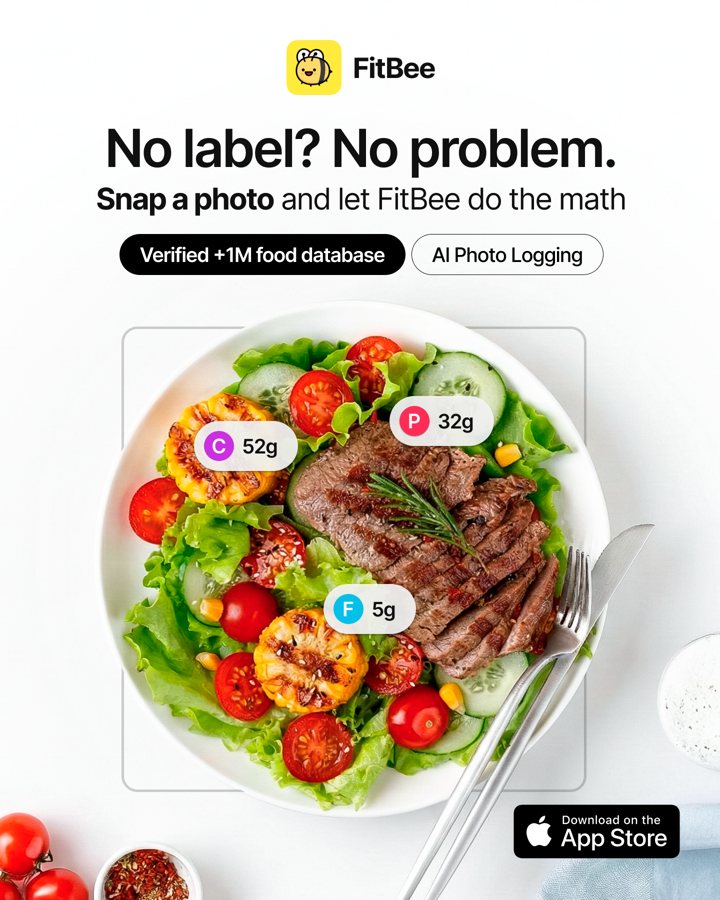 FitBee
No label? No problem.
Snap a photo and let FitBee do the math
Verified +1M food database
AI Photo Logging
P 32g
C 52g
F 5g
Download on the
App Store